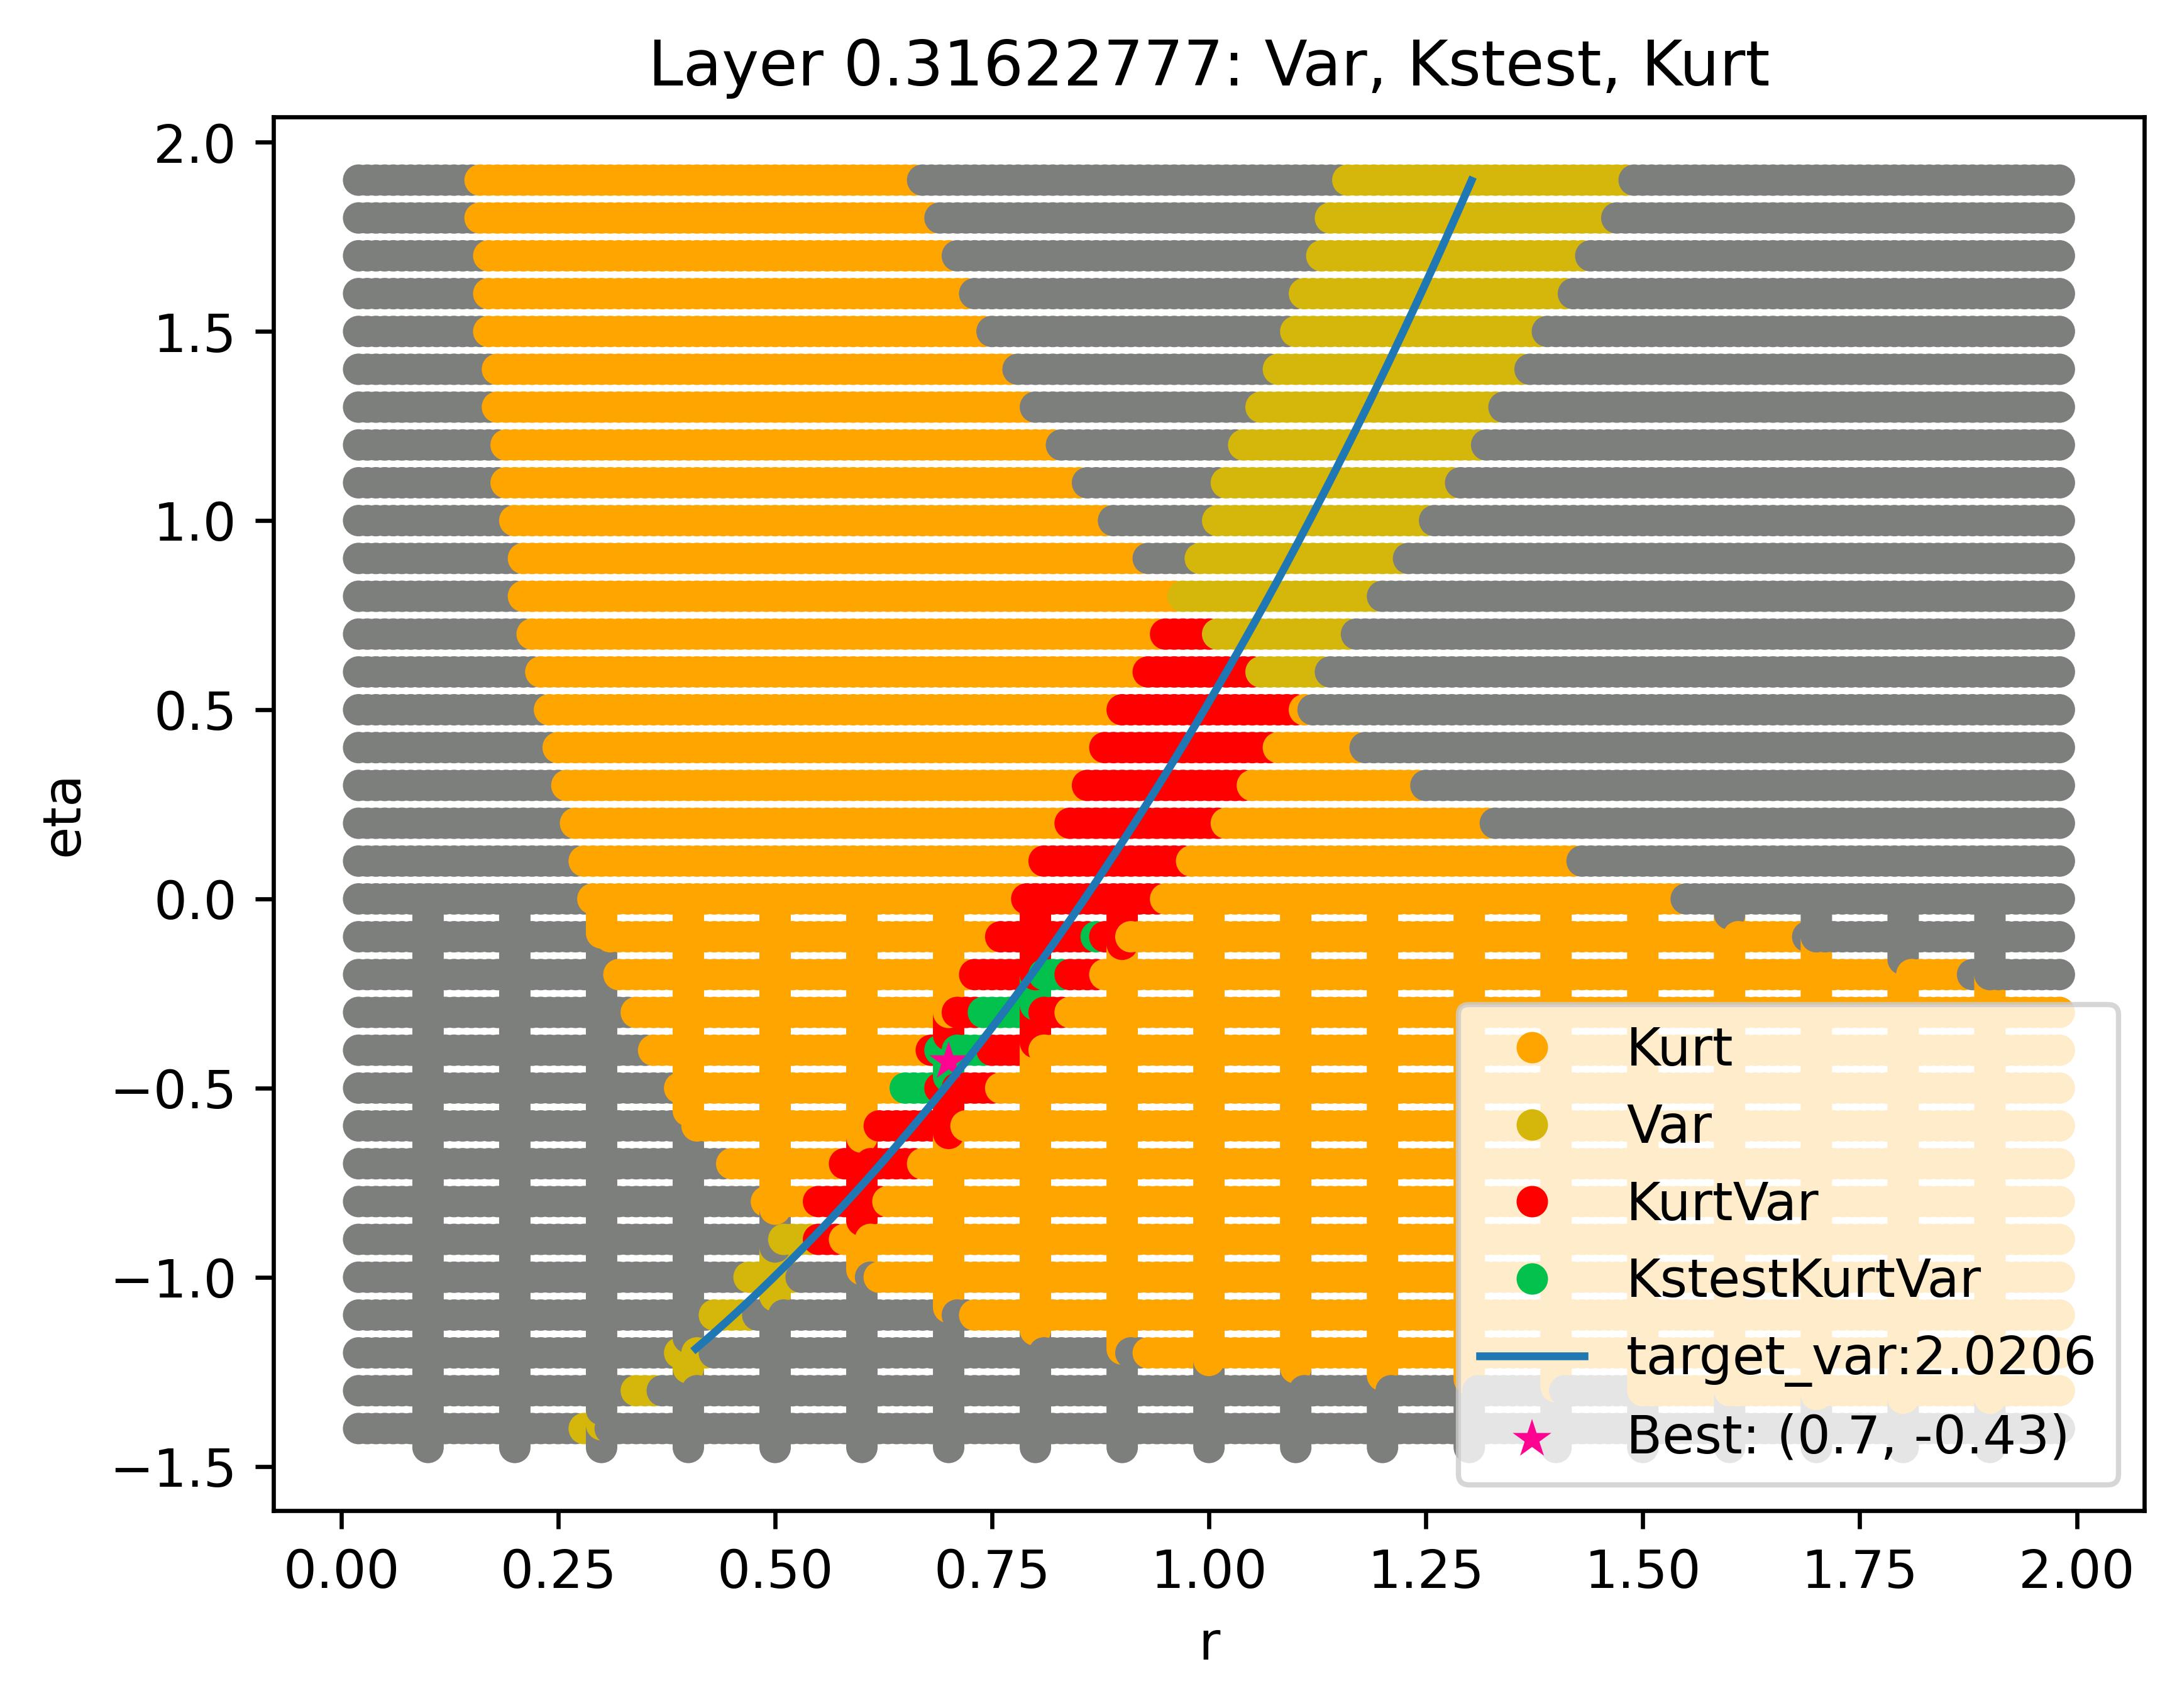 Layer 0.31622777: Var, Kstest, Kurt
2.0
1.5
1.0
0.5
0.0
−0.5
−1.0
−1.5
eta
Kurt
Var
KurtVar
KstestKurtVar
target_var:2.0206
Best: (0.7, -0.43)
0.00 0.25 0.50 0.75 1.00 1.25 1.50 1.75 2.00
r